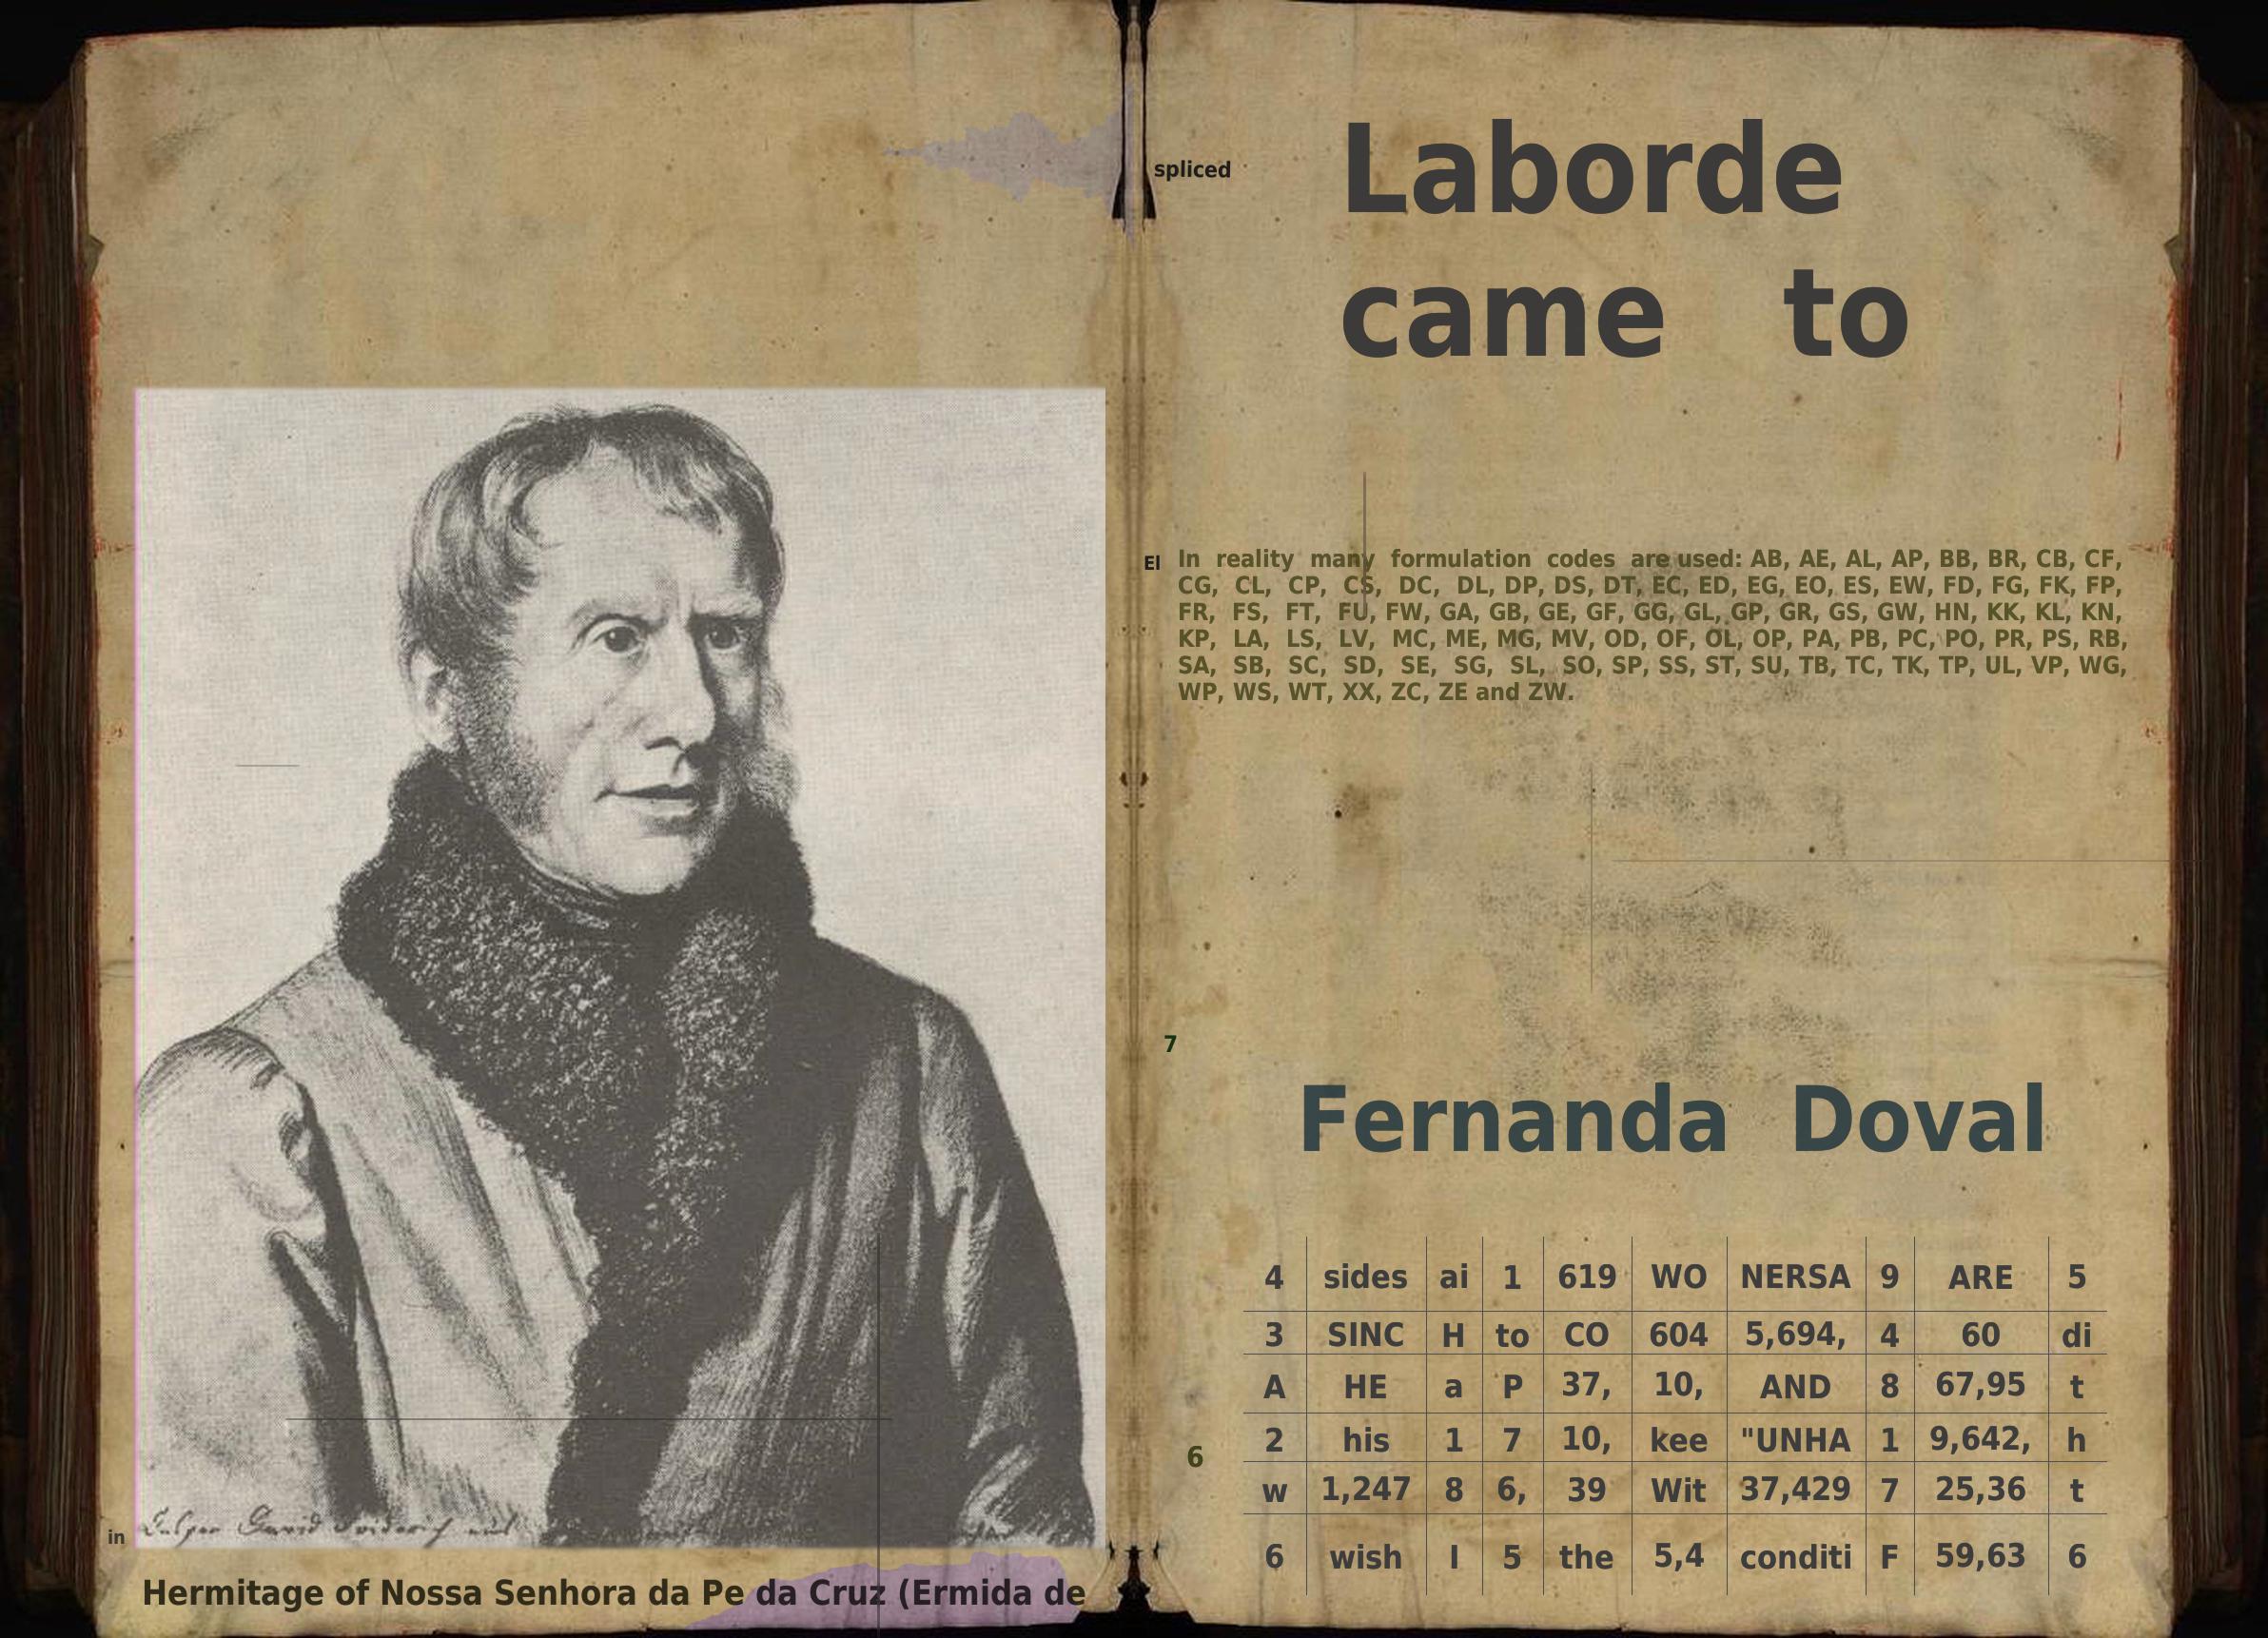 in
Hermitage of Nossa Senhora da Pe da Cruz (Ermida de
spliced
Laborde
came to
El
In reality many formulation codes are used: AB, AE, AL, AP, BB, BR, CB, CF,
CG, CL, CP, CS, DC, DL, DP, DS, DT, EC, ED, EG, EO, ES, EW, FD, FG, FK, FP,
FR, FS, FT, FU, FW, GA, GB, GE, GF, GG, GL, GP, GR, GS, GW, HN, KK, KL, KN,
KP, LA, LS, LV, MC, ME, MG, MV, OD, OF, OL, OP, PA, PB, PC, PO, PR, PS, RB,
SA, SB, SC, SD, SE, SG, SL, SO, SP, SS, ST, SU, TB, TC, TK, TP, UL, VP, WG,
WP, WS, WT, XX, ZC, ZE and ZW.
7
Fernanda Doval
4 sides ai 1 619 WO NERSA 9 ARE 5
3 SINC H to CO 604 5,694, 4 60 di
A HE a P 37, 10, AND 8 67,95 t
2 his 1 7 10, kee "UNHA 1 9,642, h
6
w 1,247 8 6, 39 Wit 37,429 7 25,36 t
6 wish I 5 the 5,4 conditi F 59,63 6